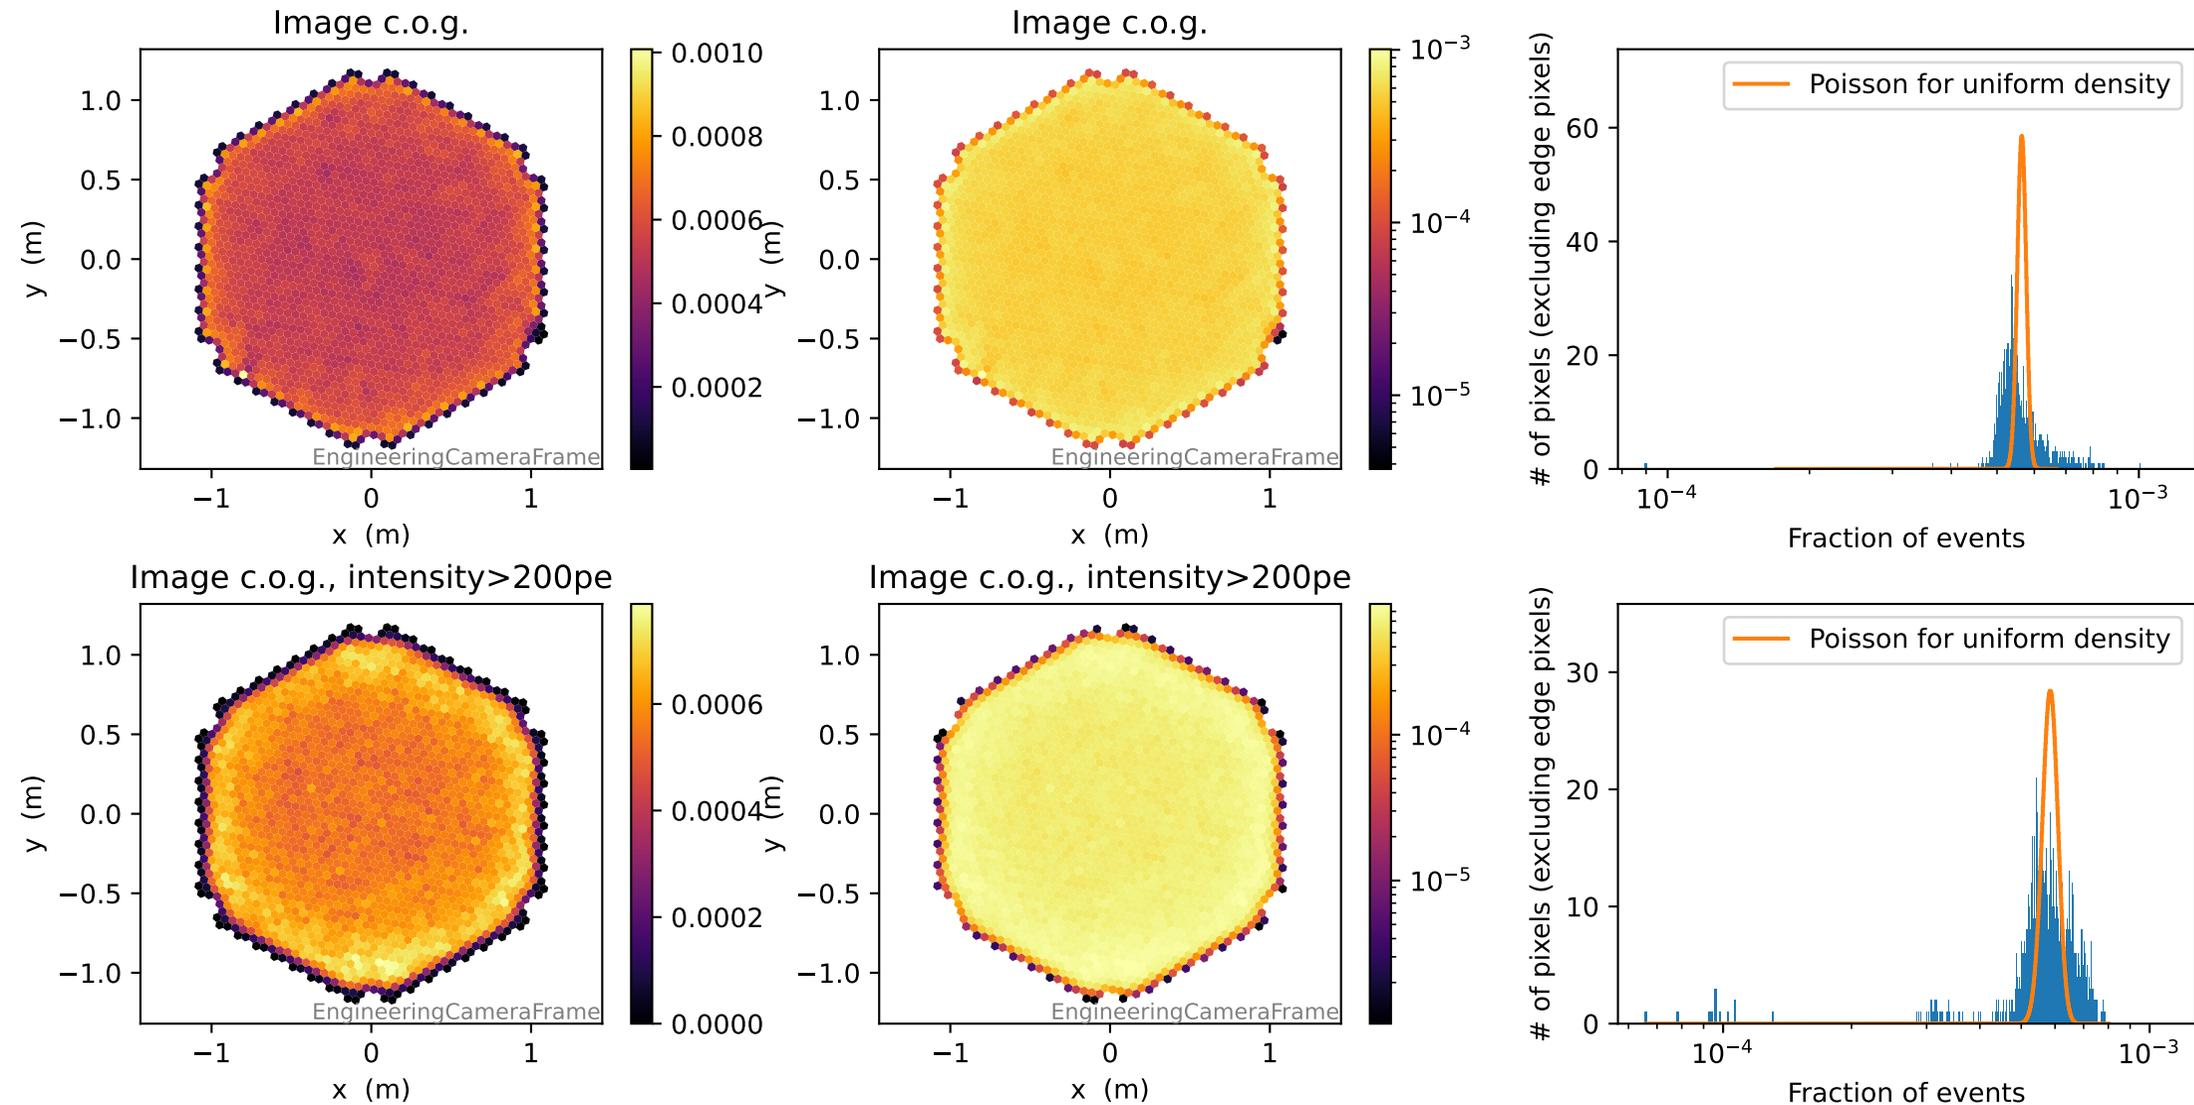 Image c.o.g.
y (m)
1.0
0.5
0.0
−0.5
−1.0
−1
0
1
x (m)
EngineeringCameraFrame
0.0010
0.0008
0.0006
0.0004
0.0002
Image c.o.g.
y (m)
1.0
0.5
0.0
−0.5
−1.0
−1
0
1
x (m)
EngineeringCameraFrame
10⁻³
10⁻⁴
10⁻⁵
# of pixels (excluding edge pixels)
60
40
20
0
Poisson for uniform density
10⁻⁴
10⁻³
Fraction of events
Image c.o.g., intensity>200pe
y (m)
1.0
0.5
0.0
−0.5
−1.0
−1
0
1
x (m)
EngineeringCameraFrame
0.0006
0.0004
0.0002
0.0000
Image c.o.g., intensity>200pe
y (m)
1.0
0.5
0.0
−0.5
−1.0
−1
0
1
x (m)
EngineeringCameraFrame
10⁻⁴
10⁻⁵
# of pixels (excluding edge pixels)
30
20
10
0
Poisson for uniform density
10⁻⁴
10⁻³
Fraction of events